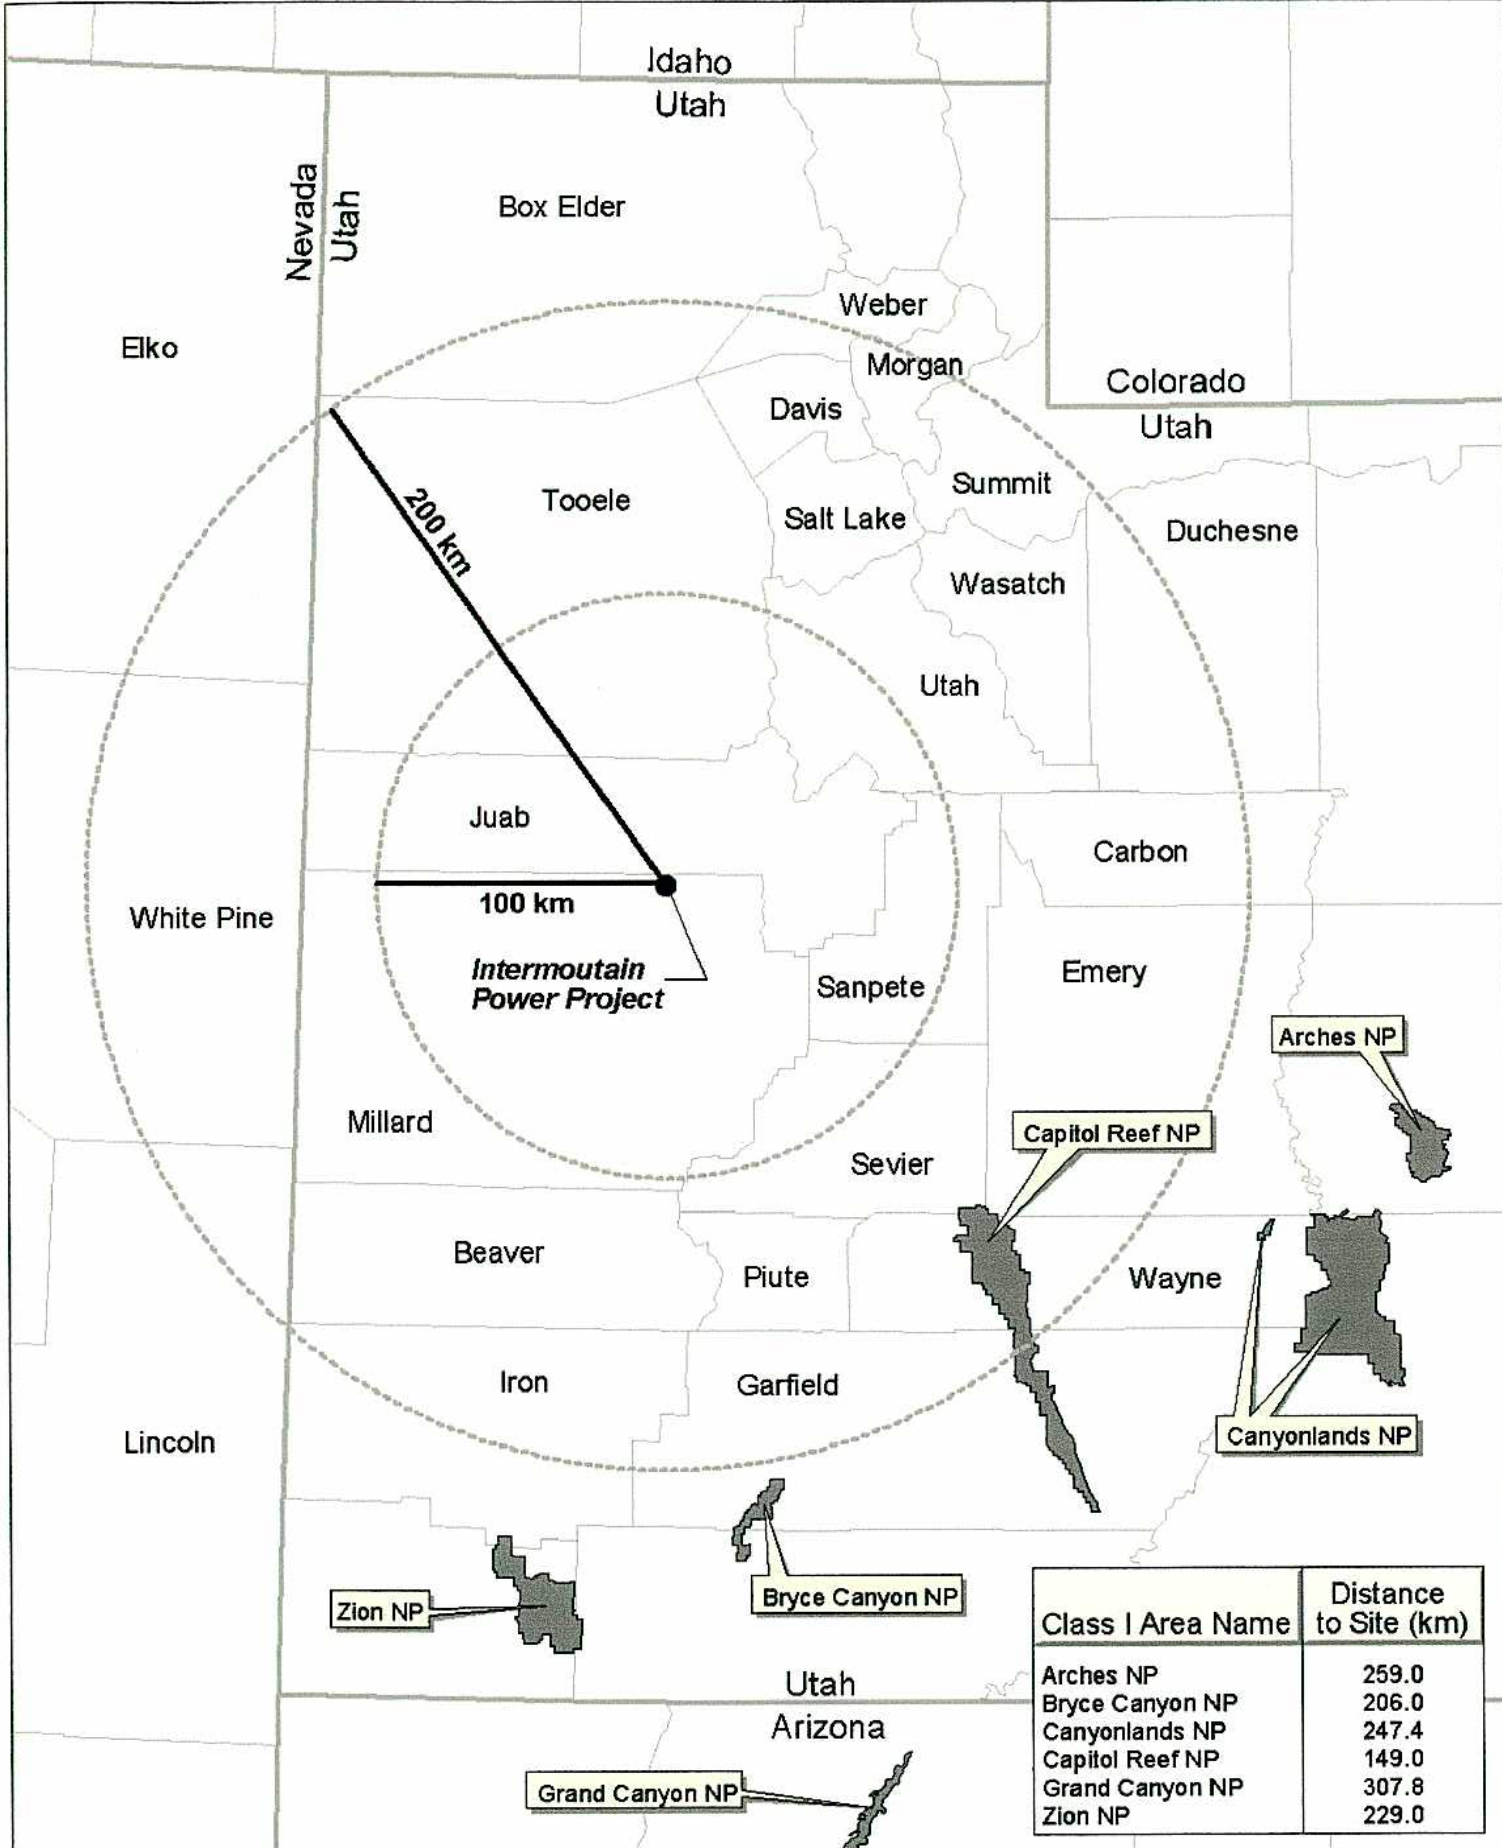 Idaho
Utah
Nevada
Utah
Box Elder
Weber
Elko
Morgan
Colorado
Davis
Utah
Summit
Tooele
200 km
Salt Lake
Duchesne
Wasatch
Utah
Juab
Carbon
100 km
White Pine
Intermoutain
Power Project
Emery
Sanpete
Arches NP
Millard
Capitol Reef NP
Sevier
Beaver
Piute
Wayne
Iron
Garfield
Lincoln
Canyonlands NP
Zion NP
Bryce Canyon NP
Utah
Arizona
Grand Canyon NP
Class I Area Name
Distance
to Site (km)
Arches NP 259.0
Bryce Canyon NP 206.0
Canyonlands NP 247.4
Capitol Reef NP 149.0
Grand Canyon NP 307.8
Zion NP 229.0